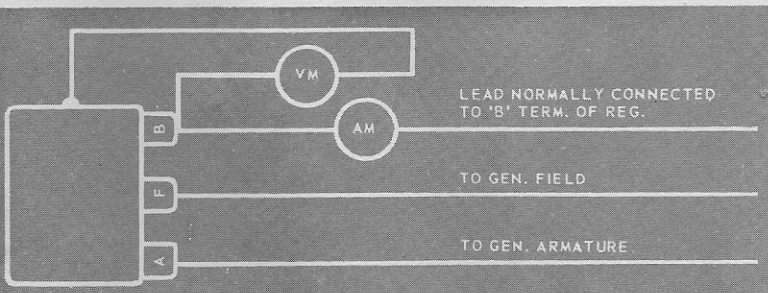 VM
LEAD NORMALLY CONNECTED
TO 'B' TERM. OF REG.
B
AM
F
TO GEN. FIELD
A
TO GEN. ARMATURE